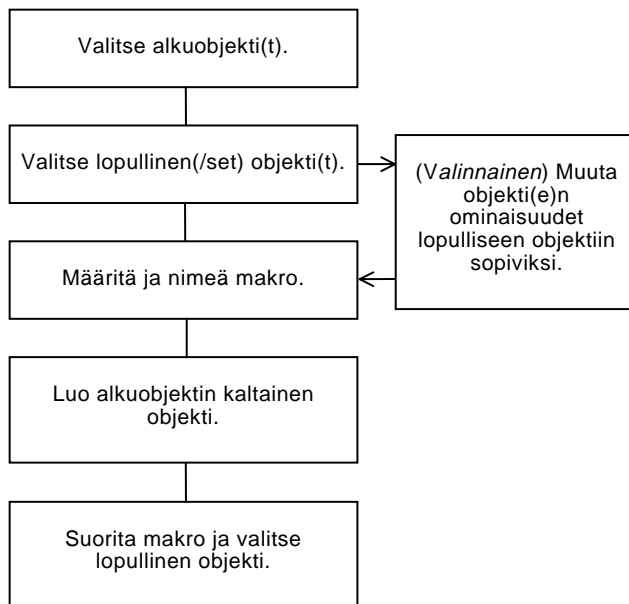 Valitse alkuobjekti(t).
Valitse lopullinen(/set) objekti(t).
(Valinnainen) Muuta
objekti(e)n
ominaisuudet
lopulliseen objektiin
sopiviksi.
Määritä ja nimeä makro.
Luo alkuobjektin kaltainen
objekti.
Suorita makro ja valitse
lopullinen objekti.